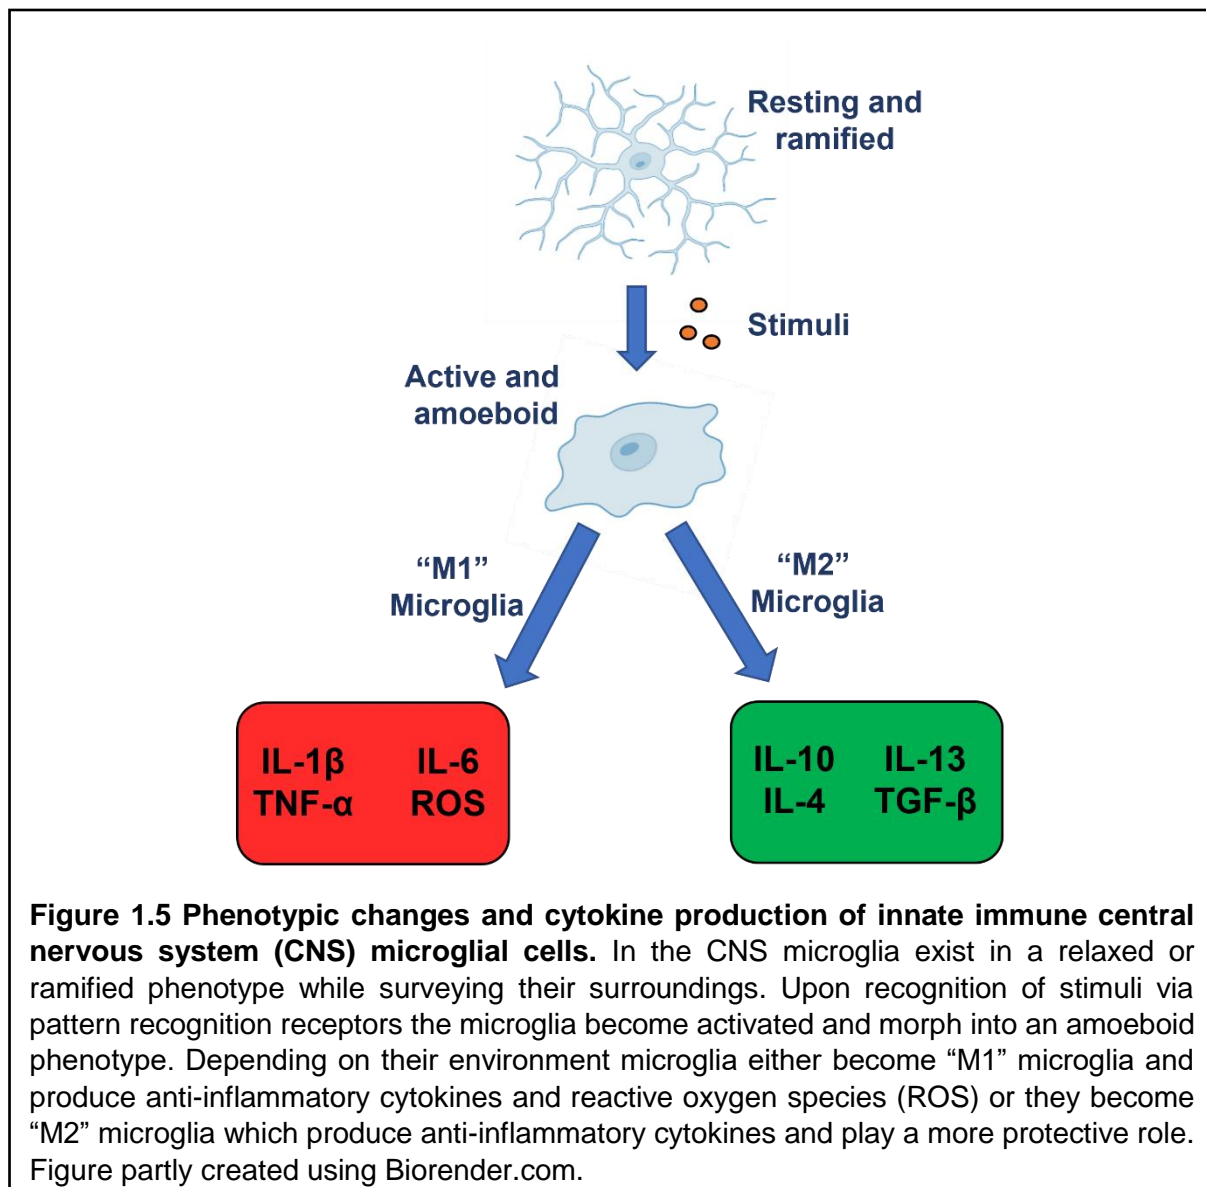 Resting and
ramified
Stimuli
Active and
amoeboid
“M1”
Microglia
“M2”
Microglia
IL-1β IL-6
TNF-α ROS
IL-10 IL-13
IL-4 TGF-β
Figure 1.5 Phenotypic changes and cytokine production of innate immune central
nervous system (CNS) microglial cells. In the CNS microglia exist in a relaxed or
ramified phenotype while surveying their surroundings. Upon recognition of stimuli via
pattern recognition receptors the microglia become activated and morph into an amoeboid
phenotype. Depending on their environment microglia either become “M1” microglia and
produce anti-inflammatory cytokines and reactive oxygen species (ROS) or they become
“M2” microglia which produce anti-inflammatory cytokines and play a more protective role.
Figure partly created using Biorender.com.